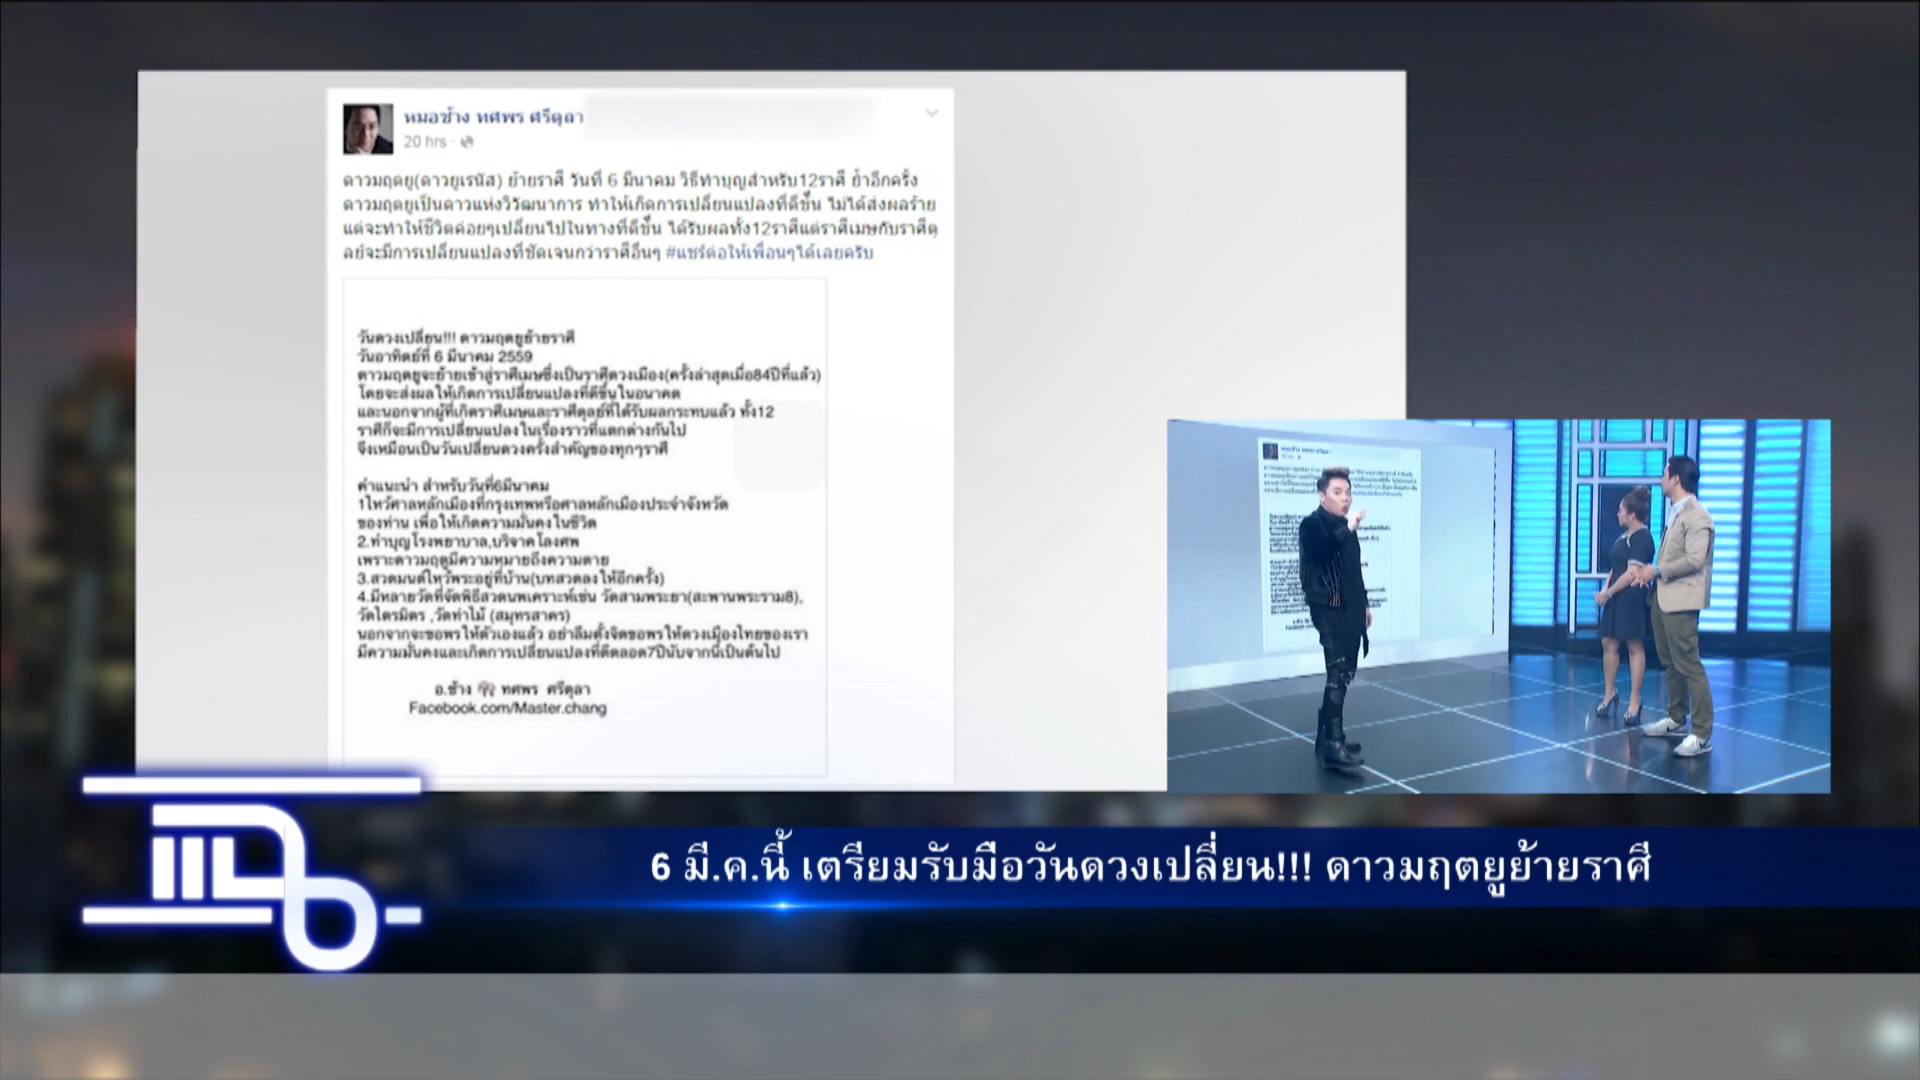 หมอช้าง ทศพร ศรีตุลา
20 hrs ·
ดาวมฤตยู(ดาวยูเรนัส) ย้ายราศี วันที่ 6 มีนาคม วิธีทำบุญสำหรับ12ราศี ย้ำอีกครั้ง
ดาวมฤตยูเป็นดาวแห่งวิวัฒนาการ ทำให้เกิดการเปลี่ยนแปลงที่ดีขึ้น ไม่ได้ส่งผลร้าย
แต่จะทำให้ชีวิตค่อยๆเปลี่ยนไปในทางที่ดีขึ้น ได้รับผลทั้ง12ราศีแต่ราศีเมษกับราศีตุ
ลย์จะมีการเปลี่ยนแปลงที่ชัดเจนกว่าราศีอื่นๆ #แชร์ต่อให้เพื่อนๆได้เลยครับ
วันดวงเปลี่ยน!!! ดาวมฤตยูย้ายราศี
วันอาทิตย์ที่ 6 มีนาคม 2559
ดาวมฤตยูจะย้ายเข้าสู่ราศีเมษซึ่งเป็นราศีดวงเมือง(ครั้งล่าสุดเมื่อ84ปีที่แล้ว)
โดยจะส่งผลให้เกิดการเปลี่ยนแปลงที่ดีขึ้นในอนาคต
และนอกจากผู้ที่เกิดราศีเมษและราศีตุลย์ที่ได้รับผลกระทบแล้ว ทั้ง12
ราศีก็จะมีการเปลี่ยนแปลงในเรื่องราวที่แตกต่างกันไป
จึงเหมือนเป็นวันเปลี่ยนดวงครั้งสำคัญของทุกๆราศี
คำแนะนำ สำหรับวันที่6มีนาคม
1ไหว้ศาลหลักเมืองที่กรุงเทพหรือศาลหลักเมืองประจำจังหวัด
ของท่าน เพื่อให้เกิดความมั่นคงในชีวิต
2.ทำบุญโรงพยาบาล,บริจาคโลงศพ
เพราะดาวมฤตูมีความหมายถึงความตาย
3.สวดมนต์ไหว้พระอยู่ที่บ้าน(บทสวดลงให้อีกครั้ง)
4.มีหลายวัดที่จัดพิธีสวดนพเคราะห์เช่น วัดสามพระยา(สะพานพระราม8),
วัดไตรมิตร ,วัดท่าไม้ (สมุทรสาคร)
นอกจากจะขอพรให้ตัวเองแล้ว อย่าลืมตั้งจิตขอพรให้ดวงเมืองไทยของเรา
มีความมั่นคงและเกิดการเปลี่ยนแปลงที่ดีตลอด7ปีนับจากนี้เป็นต้นไป
อ.ช้าง ทศพร ศรีตุลา
Facebook.com/Master.chang
แฉ
6 มี.ค.นี้ เตรียมรับมือวันดวงเปลี่ยน!!! ดาวมฤตยูย้ายราศี